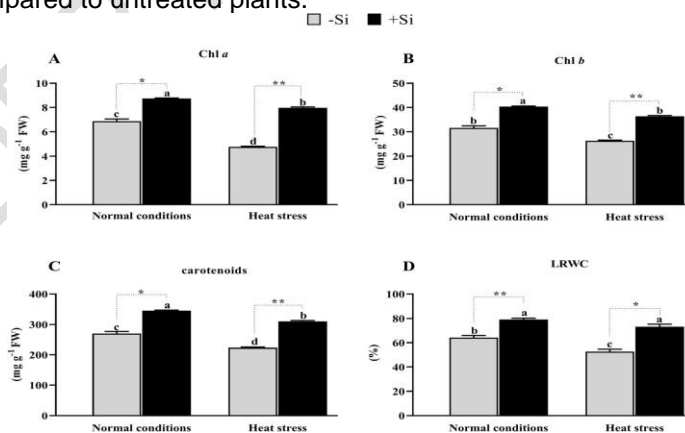 mpared to untreated plants.
-Si +Si
A Chl a
B Chl b
10
8
6
4
2
0
(mg g-1 FW)
c * a
d ** b
Normal conditions Heat stress
50
40
30
20
10
0
(mg g-1 FW)
b * a
c ** b
Normal conditions Heat stress
C carotenoids
D LRWC
400
300
200
100
0
(mg g-1 FW)
c * a
d ** b
Normal conditions Heat stress
100
80
60
40
20
0
(%)
b ** a
c * a
Normal conditions Heat stress